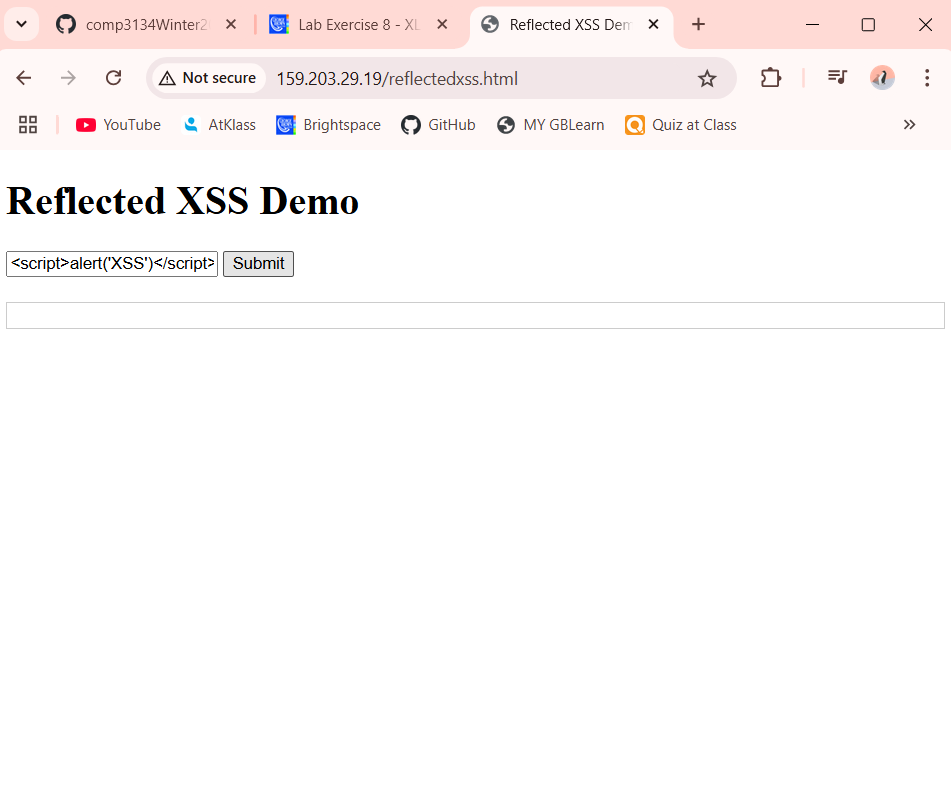 comp3134Winter2
Lab Exercise 8 - XL
Reflected XSS Dem
Not secure
159.203.29.19/reflectedxss.html
YouTube
AtKlass
Brightspace
GitHub
MY GBLearn
Quiz at Class
Reflected XSS Demo
<script>alert('XSS')</script>
Submit